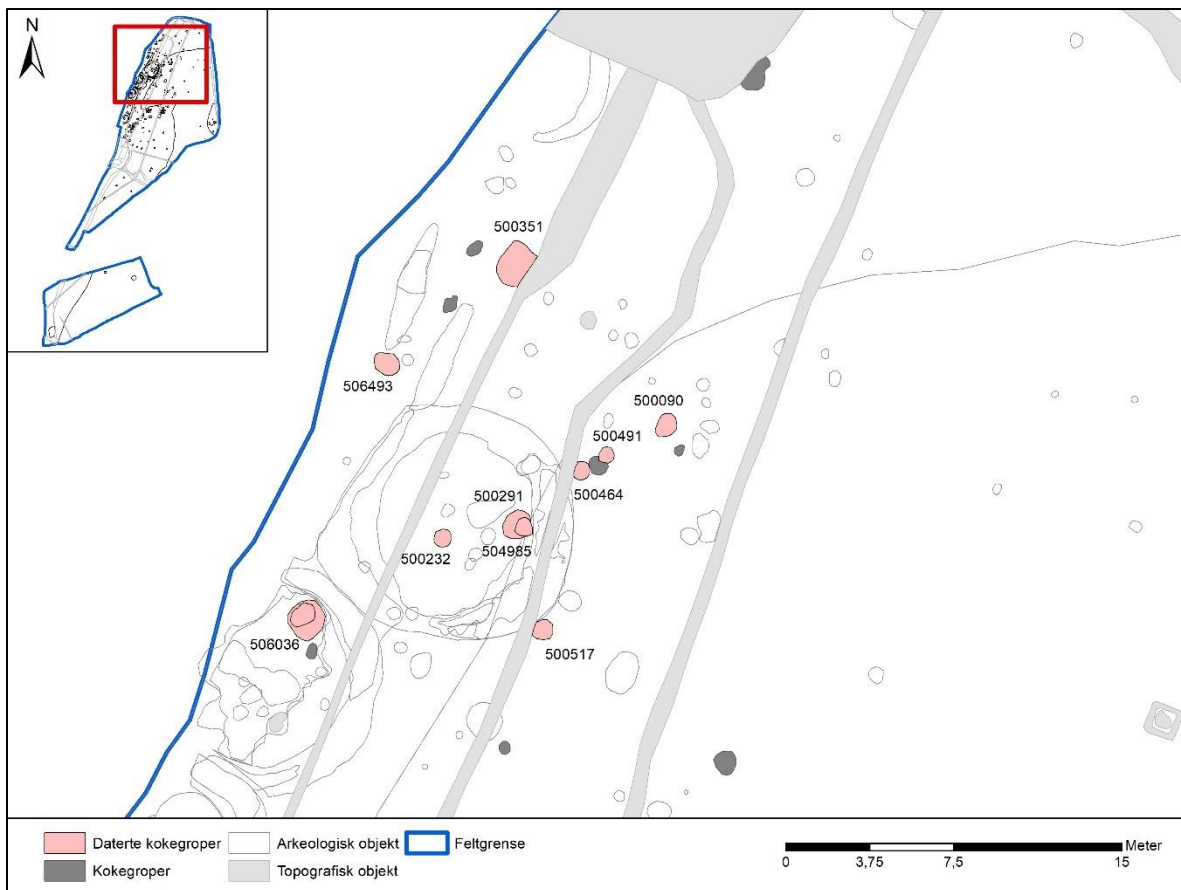 N
500351
506493
500090
500491
500464
500291
500232
504985
506036
500517
Daterte kokegroper
Arkeologisk objekt
Feltgrense
Kokegroper
Topografisk objekt
Meter
0
3,75
7,5
15